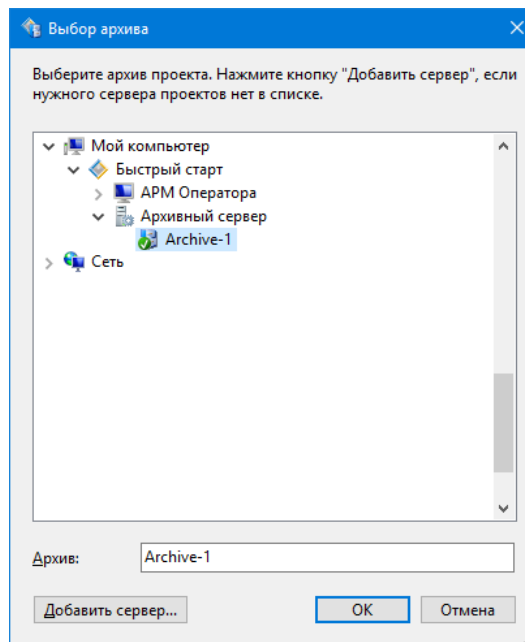 Выбор архива
Выберите архив проекта. Нажмите кнопку "Добавить сервер", если
нужного сервера проектов нет в списке.
Мой компьютер
Быстрый старт
АРМ Оператора
Архивный сервер
Archive-1
Сеть
Архив: Archive-1
Добавить сервер... OK Отмена